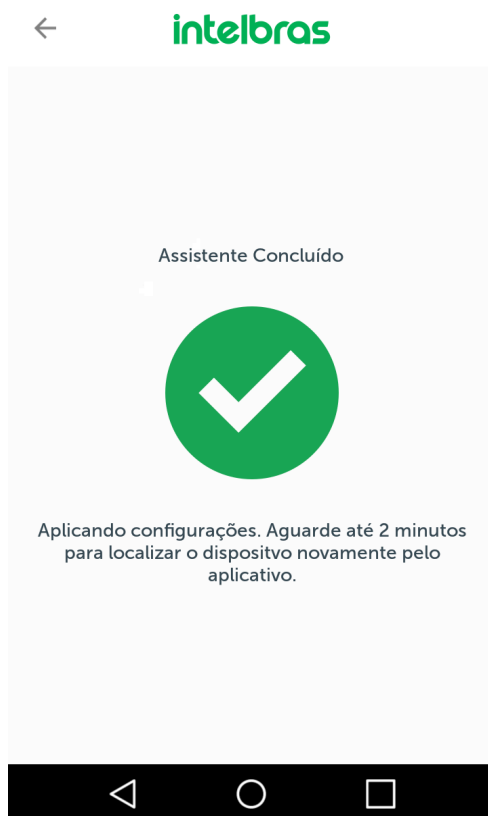 intelbras
Assistente Concluído
Aplicando configurações. Aguarde até 2 minutos
para localizar o dispositvo novamente pelo
aplicativo.